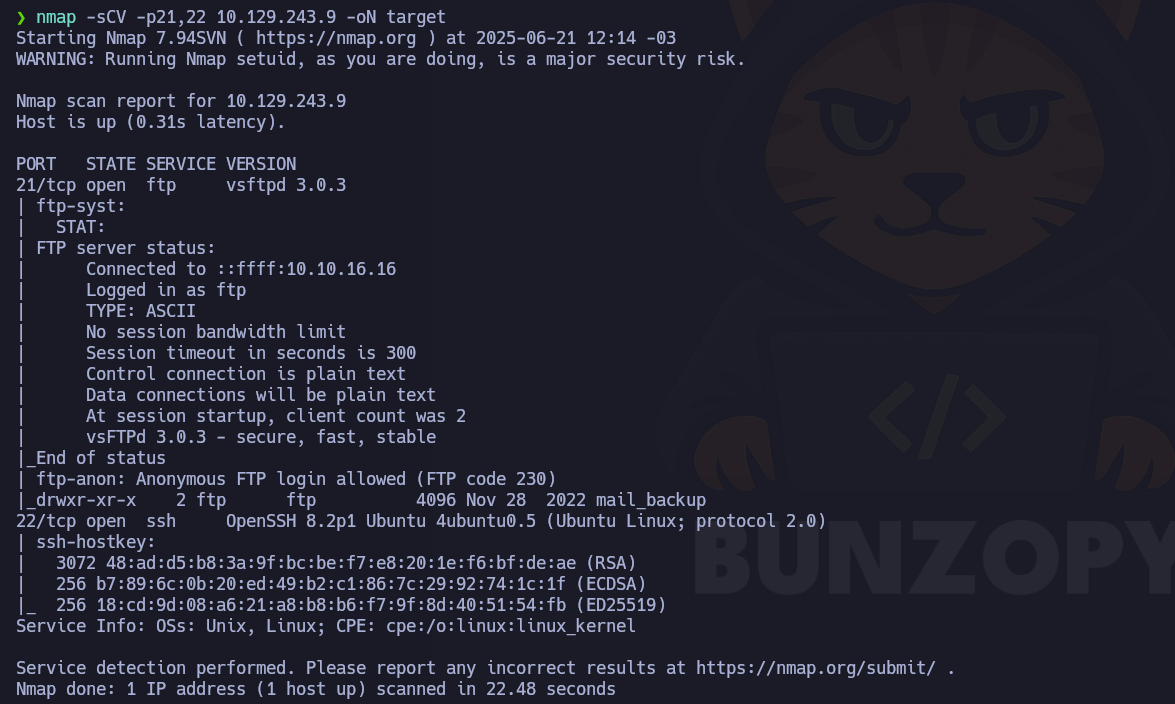 ❯ nmap -sCV -p21,22 10.129.243.9 -oN target
Starting Nmap 7.94SVN ( https://nmap.org ) at 2025-06-21 12:14 -03
WARNING: Running Nmap setuid, as you are doing, is a major security risk.

Nmap scan report for 10.129.243.9
Host is up (0.31s latency).

PORT   STATE SERVICE VERSION
21/tcp open  ftp     vsftpd 3.0.3
| ftp-syst:
|   STAT:
| FTP server status:
|      Connected to ::ffff:10.10.16.16
|      Logged in as ftp
|      TYPE: ASCII
|      No session bandwidth limit
|      Session timeout in seconds is 300
|      Control connection is plain text
|      Data connections will be plain text
|      At session startup, client count was 2
|      vsFTPd 3.0.3 - secure, fast, stable
|_End of status
| ftp-anon: Anonymous FTP login allowed (FTP code 230)
|_drwxr-xr-x    2 ftp      ftp          4096 Nov 28  2022 mail_backup
22/tcp open  ssh     OpenSSH 8.2p1 Ubuntu 4ubuntu0.5 (Ubuntu Linux; protocol 2.0)
| ssh-hostkey:
|   3072 48:ad:d5:b8:3a:9f:bc:be:f7:e8:20:1e:f6:bf:de:ae (RSA)
|   256 b7:89:6c:0b:20:ed:49:b2:c1:86:7c:29:92:74:1c:1f (ECDSA)
|_  256 18:cd:9d:08:a6:21:a8:b8:b6:f7:9f:8d:40:51:54:fb (ED25519)
Service Info: OSs: Unix, Linux; CPE: cpe:/o:linux:linux_kernel

Service detection performed. Please report any incorrect results at https://nmap.org/submit/ .
Nmap done: 1 IP address (1 host up) scanned in 22.48 seconds
</>
BUNZOPY